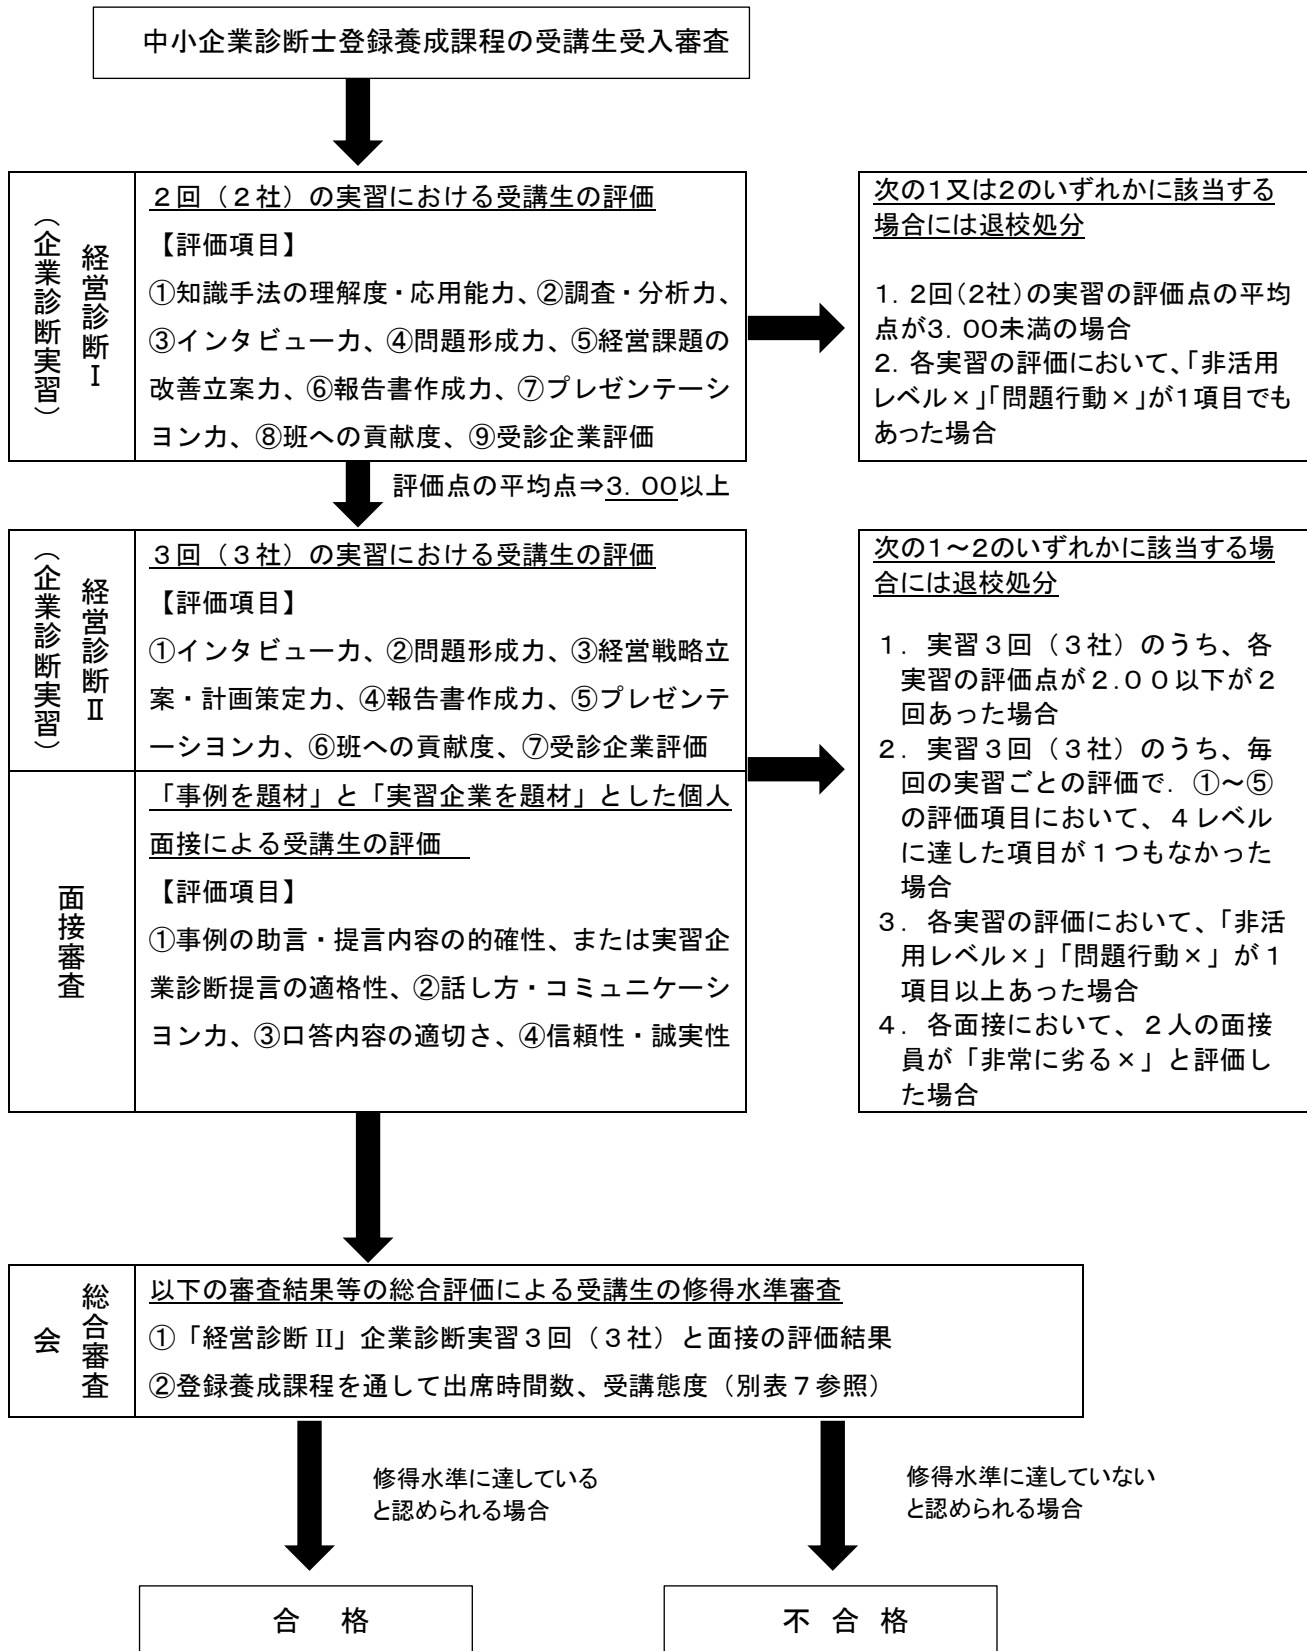 中小企業診断士登録養成課程の受講生受入審査
経営診断Ⅰ
（企業診断実習）
２回（２社）の実習における受講生の評価
【評価項目】
①知識手法の理解度・応用能力、②調査・分析力、
③インタビュー力、④問題形成力、⑤経営課題の
改善立案力、⑥報告書作成力、⑦プレゼンテーシ
ヨン力、⑧班への貢献度、⑨受診企業評価
次の1又は2のいずれかに該当する
場合には退校処分
1. 2回(2社)の実習の評価点の平均
点が3．00未満の場合
2. 各実習の評価において、「非活用
レベル×」「問題行動×」が1項目でも
あった場合
評価点の平均点⇒3．00以上
経営診断Ⅱ
（企業診断実習）
３回（３社）の実習における受講生の評価
【評価項目】
①インタビュー力、②問題形成力、③経営戦略立
案・計画策定力、④報告書作成力、⑤プレゼンテ
ーシヨン力、⑥班への貢献度、⑦受診企業評価
次の1～2のいずれかに該当する場
合には退校処分
１．実習３回（３社）のうち、各
実習の評価点が２.００以下が２
回あった場合
２．実習３回（３社）のうち、毎
回の実習ごとの評価で．①～⑤
の評価項目において、４レベル
に達した項目が１つもなかった
場合
３．各実習の評価において、「非活
用レベル×」「問題行動×」が１
項目以上あった場合
４．各面接において、２人の面接
員が「非常に劣る×」と評価し
た場合
面接審査
「事例を題材」と「実習企業を題材」とした個人
面接による受講生の評価
【評価項目】
①事例の助言・提言内容の的確性、または実習企
業診断提言の適格性、②話し方・コミュニケーシ
ヨン力、③口答内容の適切さ、④信頼性・誠実性
総合審査
会
以下の審査結果等の総合評価による受講生の修得水準審査
①「経営診断 II」企業診断実習３回（３社）と面接の評価結果
②登録養成課程を通して出席時間数、受講態度（別表７参照）
修得水準に達している
と認められる場合
修得水準に達していない
と認められる場合
合　格
不 合 格